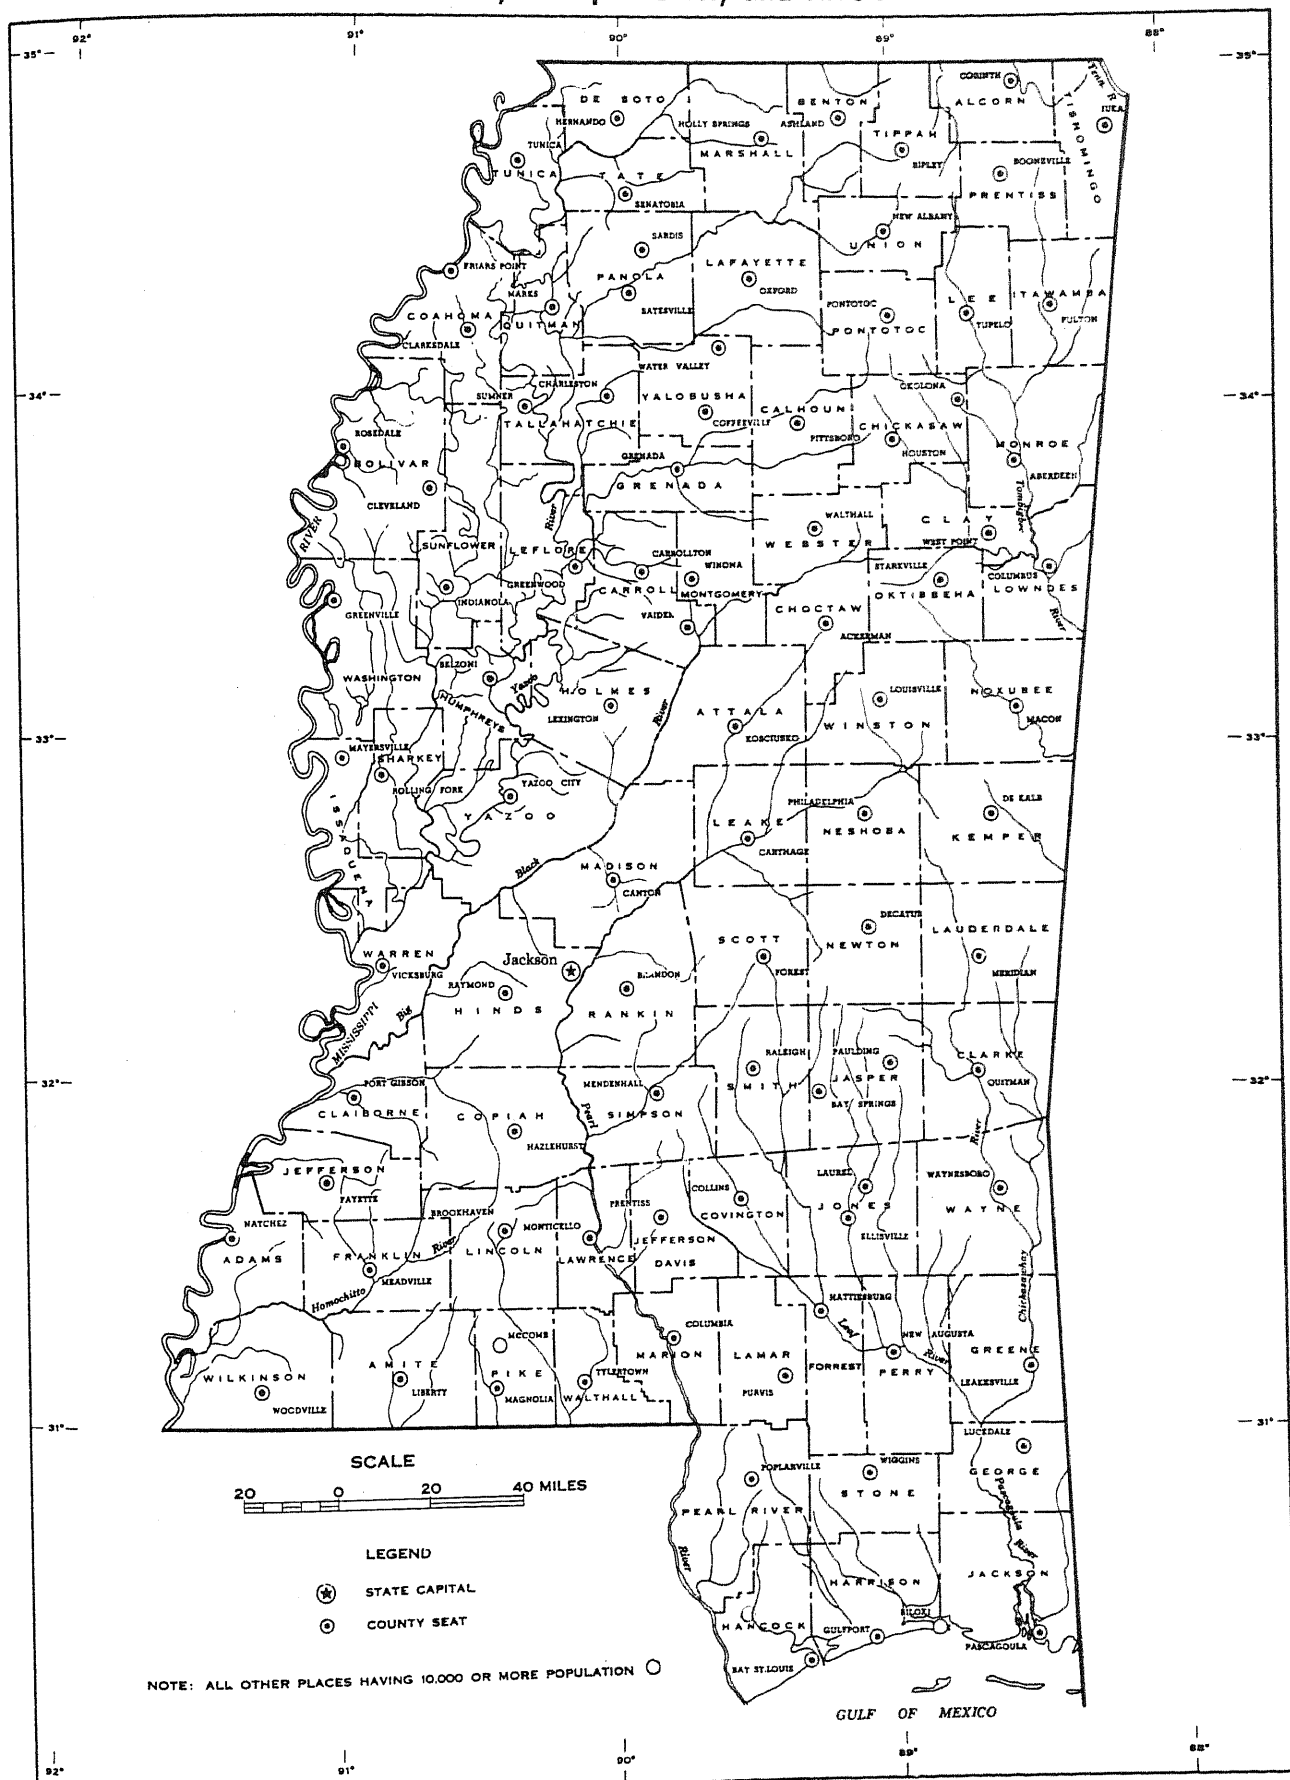 92°
91°
90°
89°
88°
35°
35°
CORINTH
ALCORN
Tenn. R.
IUKA
TISHOMINGO
DE SOTO
HERNANDO
HOLLY SPRINGS
MARSHALL
BENTON
ASHLAND
TIPPAH
RIPLEY
BOONEVILLE
PRENTISS
TUNICA
TUNICA
TATE
SENATOBIA
NEW ALBANY
UNION
SARDIS
PANOLA
BATESVILLE
LAFAYETTE
OXFORD
FRIARS POINT
MARKS
QUITMAN
COAHOMA
CLARKSDALE
PONTOTOC
PONTOTOC
LEE
TUPELO
ITAWAMBA
FULTON
WATER VALLEY
CHARLESTON
SUMNER
TALLAHATCHIE
YALOBUSHA
COFFEEVILLE
CALHOUN
PITTSBORO
OKOLONA
CHICKASAW
HOUSTON
MONROE
ABERDEEN
34°
34°
ROSEDALE
BOLIVAR
CLEVELAND
GRENADA
GRENADA
River
RIVER
Tombigbee
WALTHALL
WEBSTER
CLAY
WEST POINT
SUNFLOWER
LEFLORE
GREENWOOD
INDIANOLA
CARROLLTON
CARROLL
WINONA
MONTGOMERY
VAIDEN
STARKVILLE
OKTIBBEHA
COLUMBUS
LOWNDES
River
CHOCTAW
ACKERMAN
GREENVILLE
WASHINGTON
BELZONI
HUMPHREYS
Yazoo
HOLMES
LEXINGTON
River
ATTALA
KOSCIUSKO
LOUISVILLE
WINSTON
NOXUBEE
MACON
33°
33°
MAYERSVILLE
SHARKEY
ROLLING FORK
ISSAQUENA
YAZOO CITY
YAZOO
PHILADELPHIA
NESHOBA
LEAKE
CARTHAGE
DE KALB
KEMPER
Black
MADISON
CANTON
DECATUR
NEWTON
LAUDERDALE
MERIDIAN
SCOTT
FOREST
WARREN
VICKSBURG
Jackson
RAYMOND
HINDS
BRANDON
RANKIN
Big
MISSISSIPPI
32°
32°
PORT GIBSON
CLAIBORNE
COPIAH
HAZLEHURST
Pearl
MENDENHALL
SIMPSON
RALEIGH
SMITH
PAULDING
JASPER
BAY SPRINGS
CLARKE
QUITMAN
River
JEFFERSON
FAYETTE
LAUREL
JONES
ELLISVILLE
WAYNESBORO
WAYNE
COLLINS
COVINGTON
PRENTISS
JEFFERSON
DAVIS
NATCHEZ
ADAMS
FRANKLIN
MEADVILLE
Homochitto
River
BROOKHAVEN
LINCOLN
MONTICELLO
LAWRENCE
Chickasawhay
HATTIESBURG
Leaf
River
NEW AUGUSTA
PERRY
FORREST
GREENE
LEAKESVILLE
COLUMBIA
MARION
LAMAR
PURVIS
MCCOMB
PIKE
MAGNOLIA
TYLERTOWN
WALTHALL
AMITE
LIBERTY
WILKINSON
WOODVILLE
31°
31°
LUCEDALE
GEORGE
Pascagoula
River
WIGGINS
STONE
POPLARVILLE
PEARL RIVER
River
HARRISON
JACKSON
HANCOCK
GULFPORT
BILOXI
PASCAGOULA
BAY ST. LOUIS
SCALE
20 0 20 40 MILES
LEGEND
STATE CAPITAL
COUNTY SEAT
NOTE: ALL OTHER PLACES HAVING 10,000 OR MORE POPULATION
GULF OF MEXICO
92°
91°
90°
89°
88°